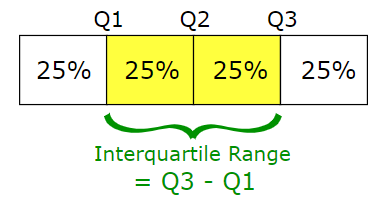 Q1 Q2 Q3
25% 25% 25% 25%
Interquartile Range
= Q3 - Q1